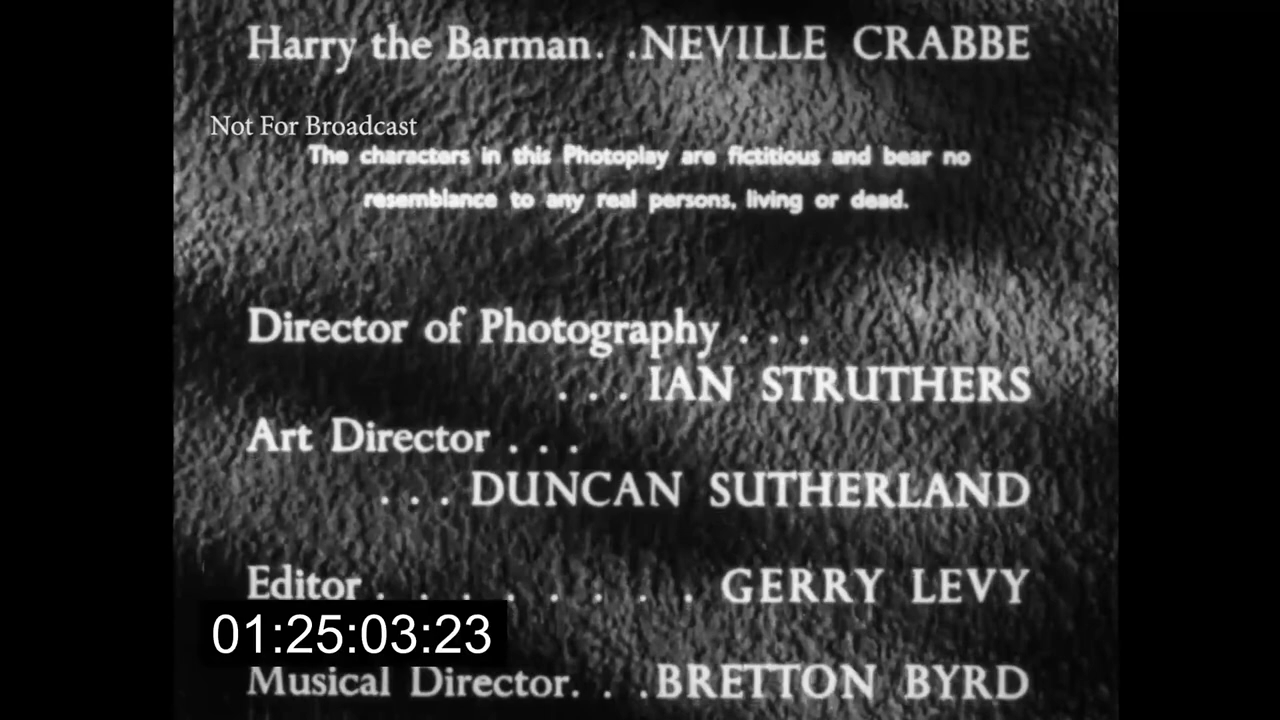 Harry the Barman. . .NEVILLE CRABBE
Not For Broadcast
The characters in this Photoplay are fictitious and bear no
resemblance to any real persons, living or dead.
Director of Photography . . .
. . . IAN STRUTHERS
Art Director . . .
. . . DUNCAN SUTHERLAND
Editor . . . . . . . . GERRY LEVY
01:25:03:23
Musical Director. . .BRETTON BYRD